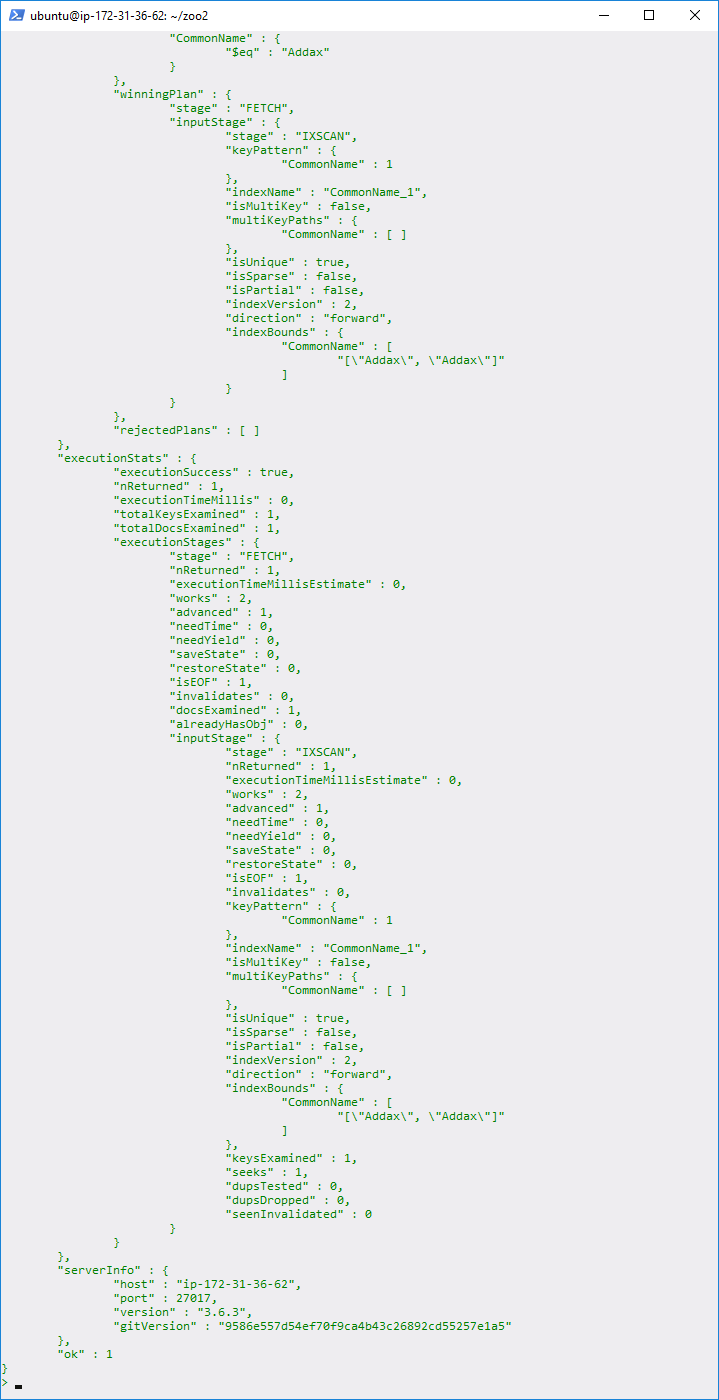 ubuntu@ip-172-31-36-62: ~/zoo2
"CommonName" : {
"$eq" : "Addax"
}
},
"winningPlan" : {
"stage" : "FETCH",
"inputStage" : {
"stage" : "IXSCAN",
"keyPattern" : {
"CommonName" : 1
},
"indexName" : "CommonName_1",
"isMultiKey" : false,
"multiKeyPaths" : {
"CommonName" : [ ]
},
"isUnique" : true,
"isSparse" : false,
"isPartial" : false,
"indexVersion" : 2,
"direction" : "forward",
"indexBounds" : {
"CommonName" : [
"[\"Addax\", \"Addax\"]"
]
}
}
},
"rejectedPlans" : [ ]
},
"executionStats" : {
"executionSuccess" : true,
"nReturned" : 1,
"executionTimeMillis" : 0,
"totalKeysExamined" : 1,
"totalDocsExamined" : 1,
"executionStages" : {
"stage" : "FETCH",
"nReturned" : 1,
"executionTimeMillisEstimate" : 0,
"works" : 2,
"advanced" : 1,
"needTime" : 0,
"needYield" : 0,
"saveState" : 0,
"restoreState" : 0,
"isEOF" : 1,
"invalidates" : 0,
"docsExamined" : 1,
"alreadyHasObj" : 0,
"inputStage" : {
"stage" : "IXSCAN",
"nReturned" : 1,
"executionTimeMillisEstimate" : 0,
"works" : 2,
"advanced" : 1,
"needTime" : 0,
"needYield" : 0,
"saveState" : 0,
"restoreState" : 0,
"isEOF" : 1,
"invalidates" : 0,
"keyPattern" : {
"CommonName" : 1
},
"indexName" : "CommonName_1",
"isMultiKey" : false,
"multiKeyPaths" : {
"CommonName" : [ ]
},
"isUnique" : true,
"isSparse" : false,
"isPartial" : false,
"indexVersion" : 2,
"direction" : "forward",
"indexBounds" : {
"CommonName" : [
"[\"Addax\", \"Addax\"]"
]
},
"keysExamined" : 1,
"seeks" : 1,
"dupsTested" : 0,
"dupsDropped" : 0,
"seenInvalidated" : 0
}
}
},
"serverInfo" : {
"host" : "ip-172-31-36-62",
"port" : 27017,
"version" : "3.6.3",
"gitVersion" : "9586e557d54ef70f9ca4b43c26892cd55257e1a5"
},
"ok" : 1
}
>